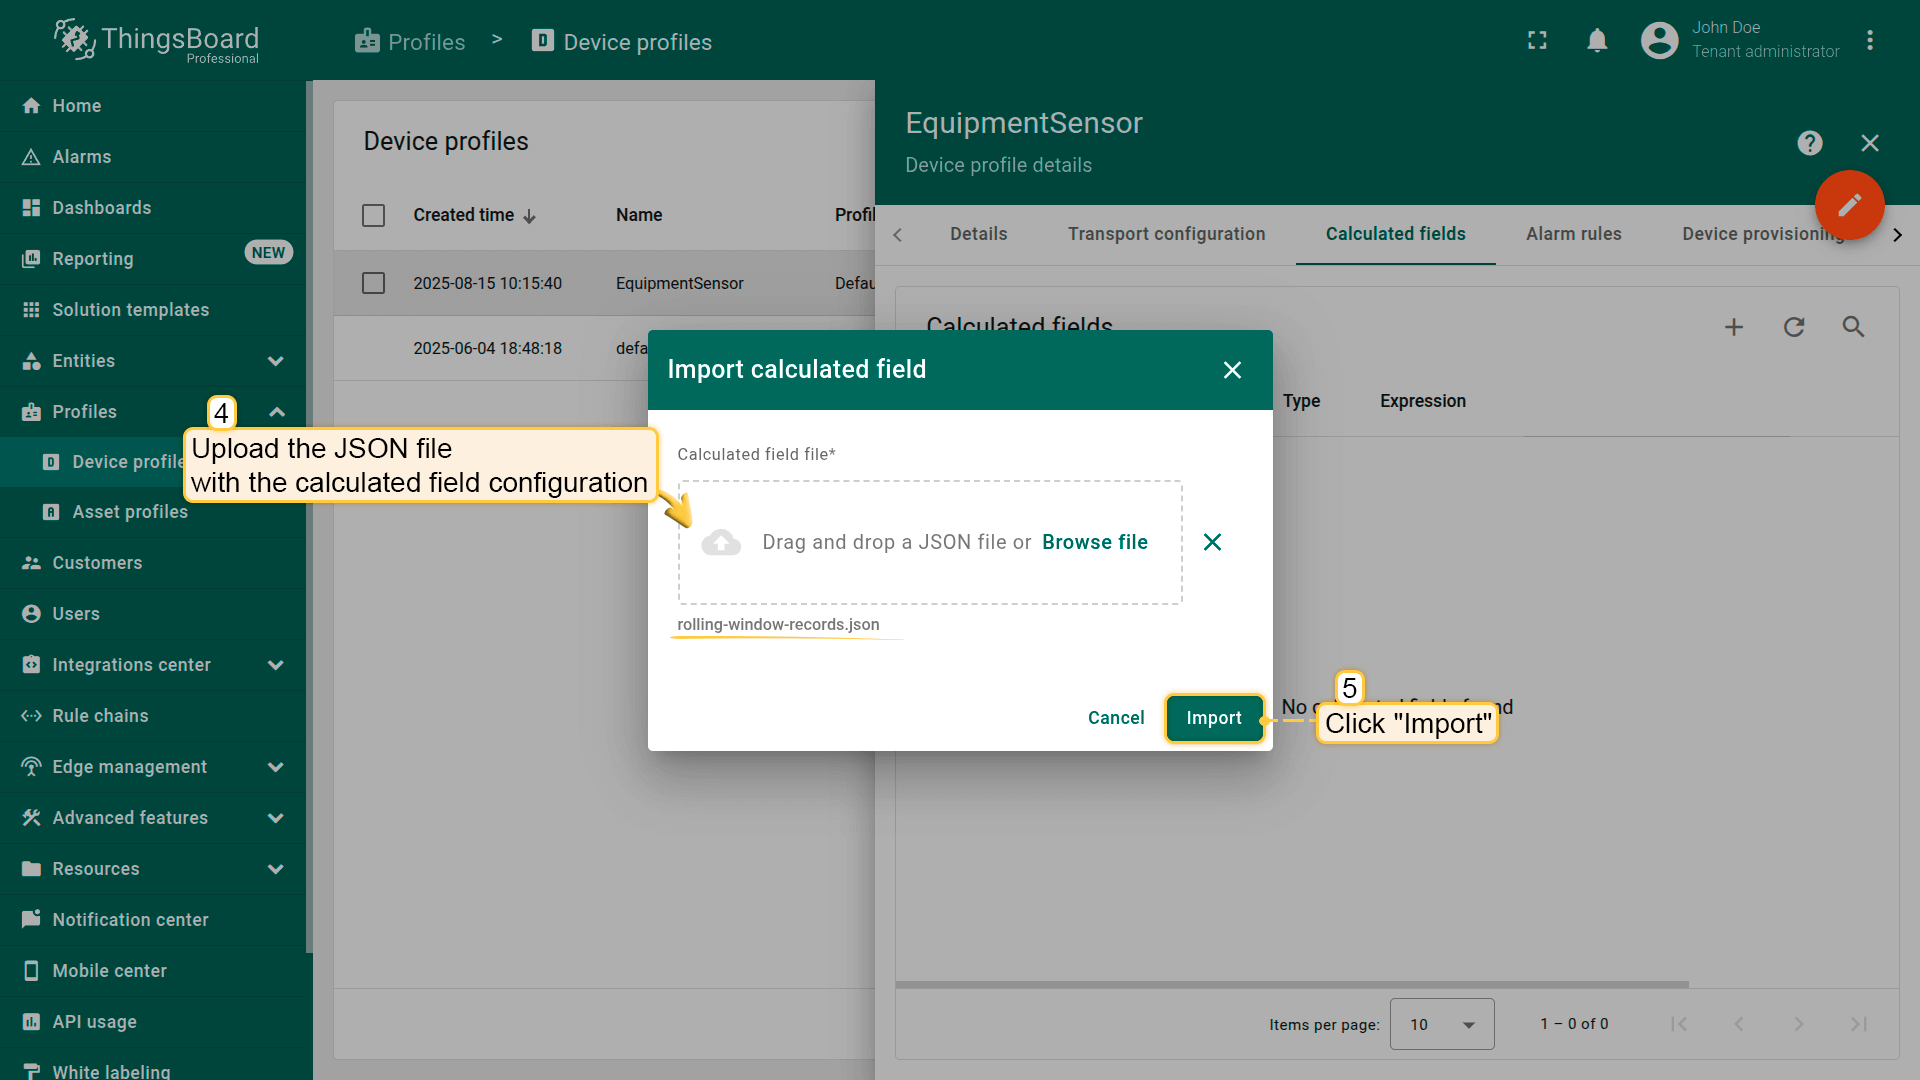 ThingsBoard
Professional
Profiles > Device profiles
John Doe
Tenant administrator
Home
Alarms
Dashboards
Reporting
NEW
Solution templates
Entities
Profiles
Device profile
Asset profiles
Customers
Users
Integrations center
Rule chains
Edge management
Advanced features
Resources
Notification center
Mobile center
API usage
White labeling
Device profiles
Created time Name Profil
2025-08-15 10:15:40 EquipmentSensor Defau
2025-06-04 18:48:18 defa
EquipmentSensor
Device profile details
Details Transport configuration Calculated fields Alarm rules Device provisioning
Calculated fields
Type Expression
Import calculated field
4
Upload the JSON file
with the calculated field configuration
Calculated field file*
Drag and drop a JSON file or Browse file
rolling-window-records.json
Cancel Import
5
Click "Import"
Items per page: 10 1 – 0 of 0